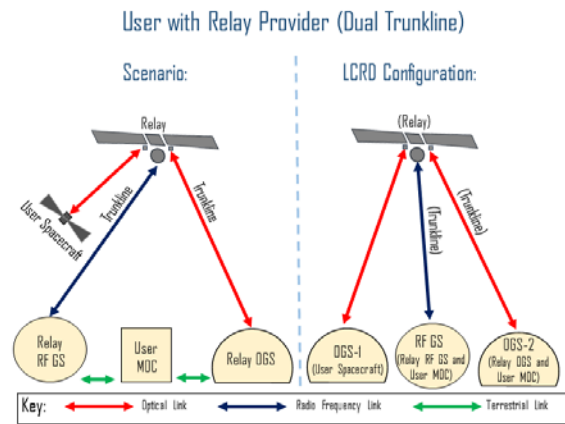 User with Relay Provider (Dual Trunkline)
Scenario:
Relay
User Spacecraft
Trunkline
Trunkline
Relay
RF GS
User
MOC
Relay OGS
LCRD Configuration:
(Relay)
(Trunkline)
(Trunkline)
OGS-1
(User Spacecraft)
RF GS
(Relay RF GS and
User MOC)
OGS-2
(Relay OGS and
User MOC)
Key:
Optical Link
Radio Frequency Link
Terrestrial Link